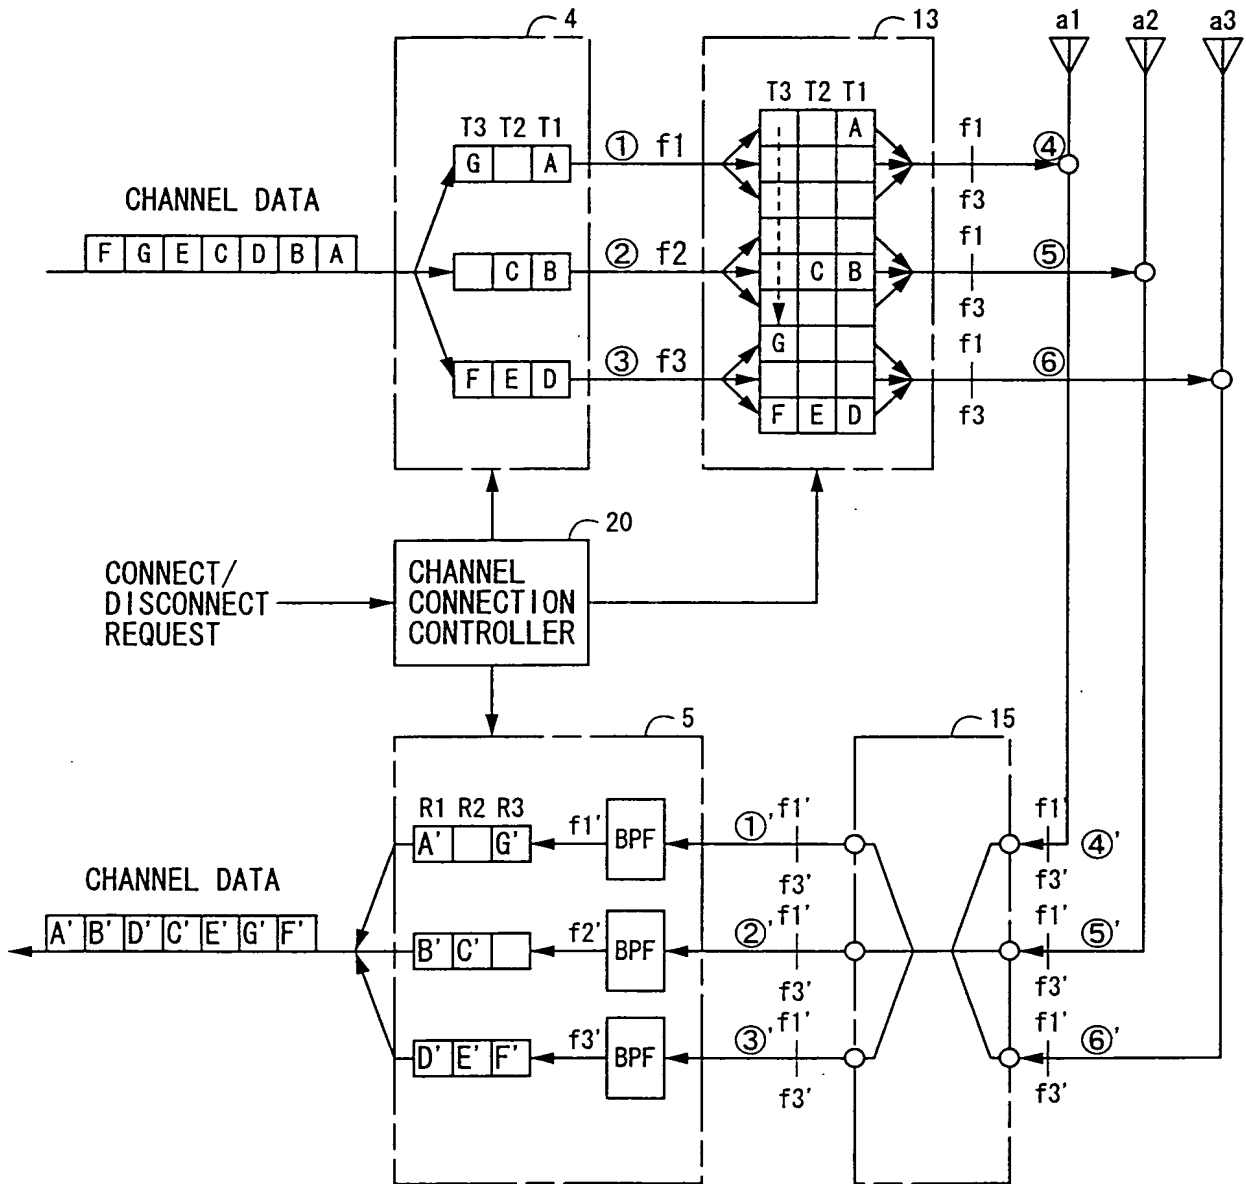 4
13
a1 a2 a3
T3 T2 T1
T3 T2 T1
A
G A
① f1
f1
f3
④
CHANNEL DATA
F G E C D B A
C B
② f2
C B
f1
f3
⑤
G
F E D
③ f3
F E D
f1
f3
⑥
20
CONNECT/
DISCONNECT
REQUEST
CHANNEL
CONNECTION
CONTROLLER
5
15
R1 R2 R3
A' G'
f1'
BPF
①'
f1'
f3'
f1'
f3'
④'
CHANNEL DATA
A' B' D' C' E' G' F'
B' C'
f2'
BPF
②'
f1'
f3'
f1'
f3'
⑤'
D' E' F'
f3'
BPF
③'
f1'
f3'
f1'
f3'
⑥'